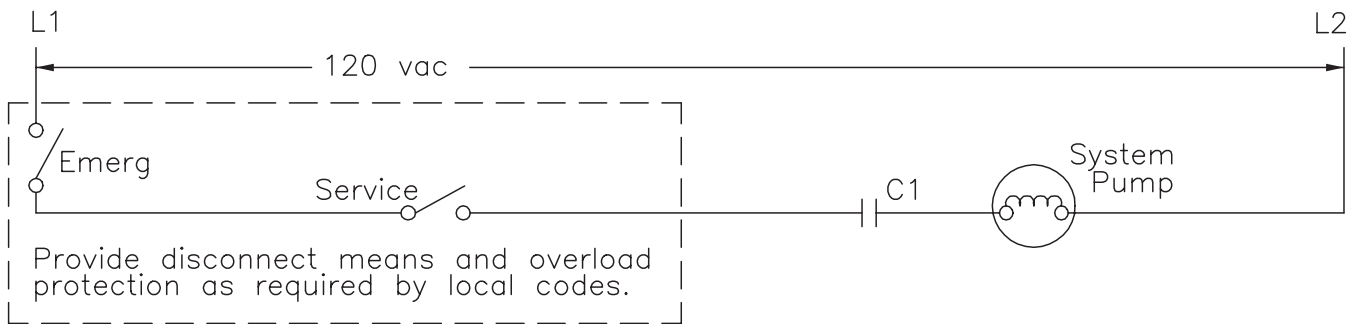 L1
L2
120 vac
Emerg
Service
C1
System
Pump
Provide disconnect means and overload
protection as required by local codes.